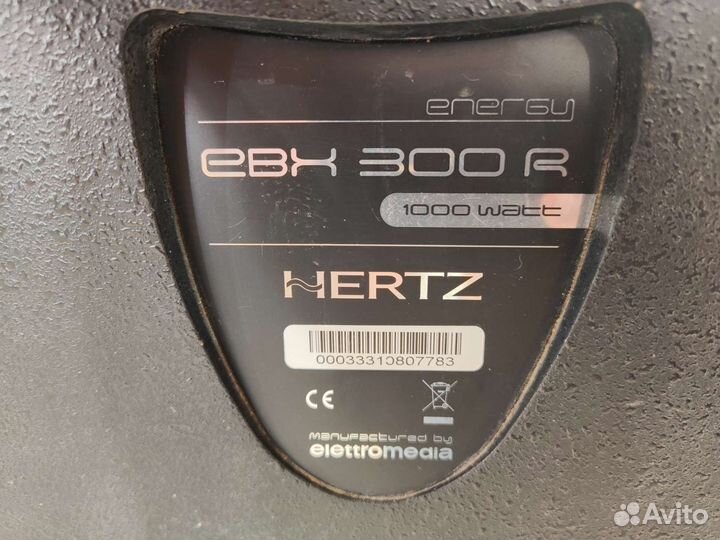 energy
EBX 300 R
1000 watt
HERTZ
00033310807783
CE
manufactured by
elettromedia
Avito